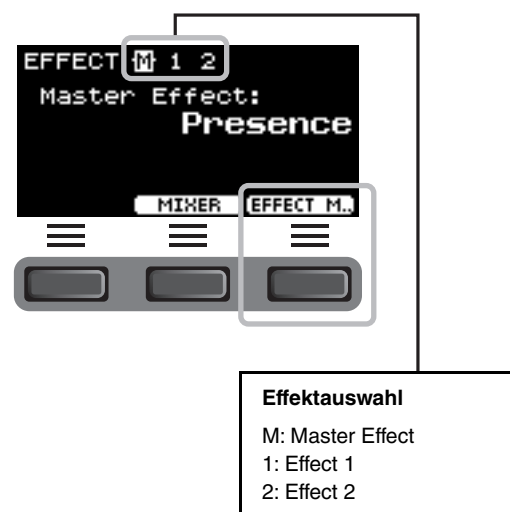 EFFECT M 1 2
Master Effect:
Presence
MIXER EFFECT M..
Effektauswahl
M: Master Effect
1: Effect 1
2: Effect 2